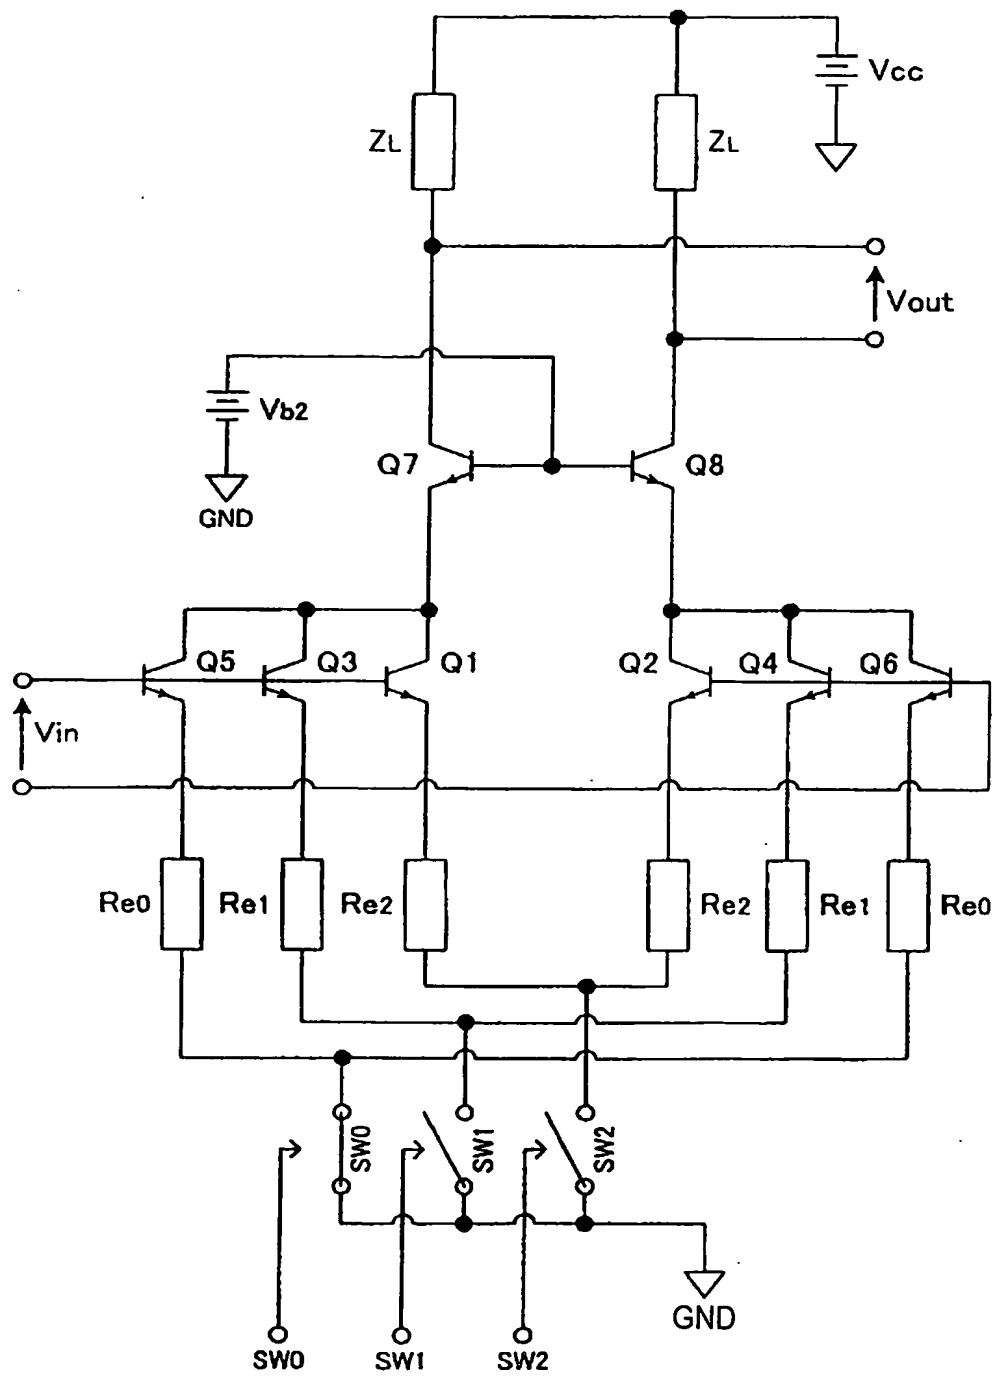 Vcc
ZL
ZL
Vout
Vb2
Q7
Q8
GND
Q5
Q3
Q1
Q2
Q4
Q6
Vin
Re0
Re1
Re2
Re2
Re1
Re0
SW0
SW1
SW2
GND
SW0
SW1
SW2